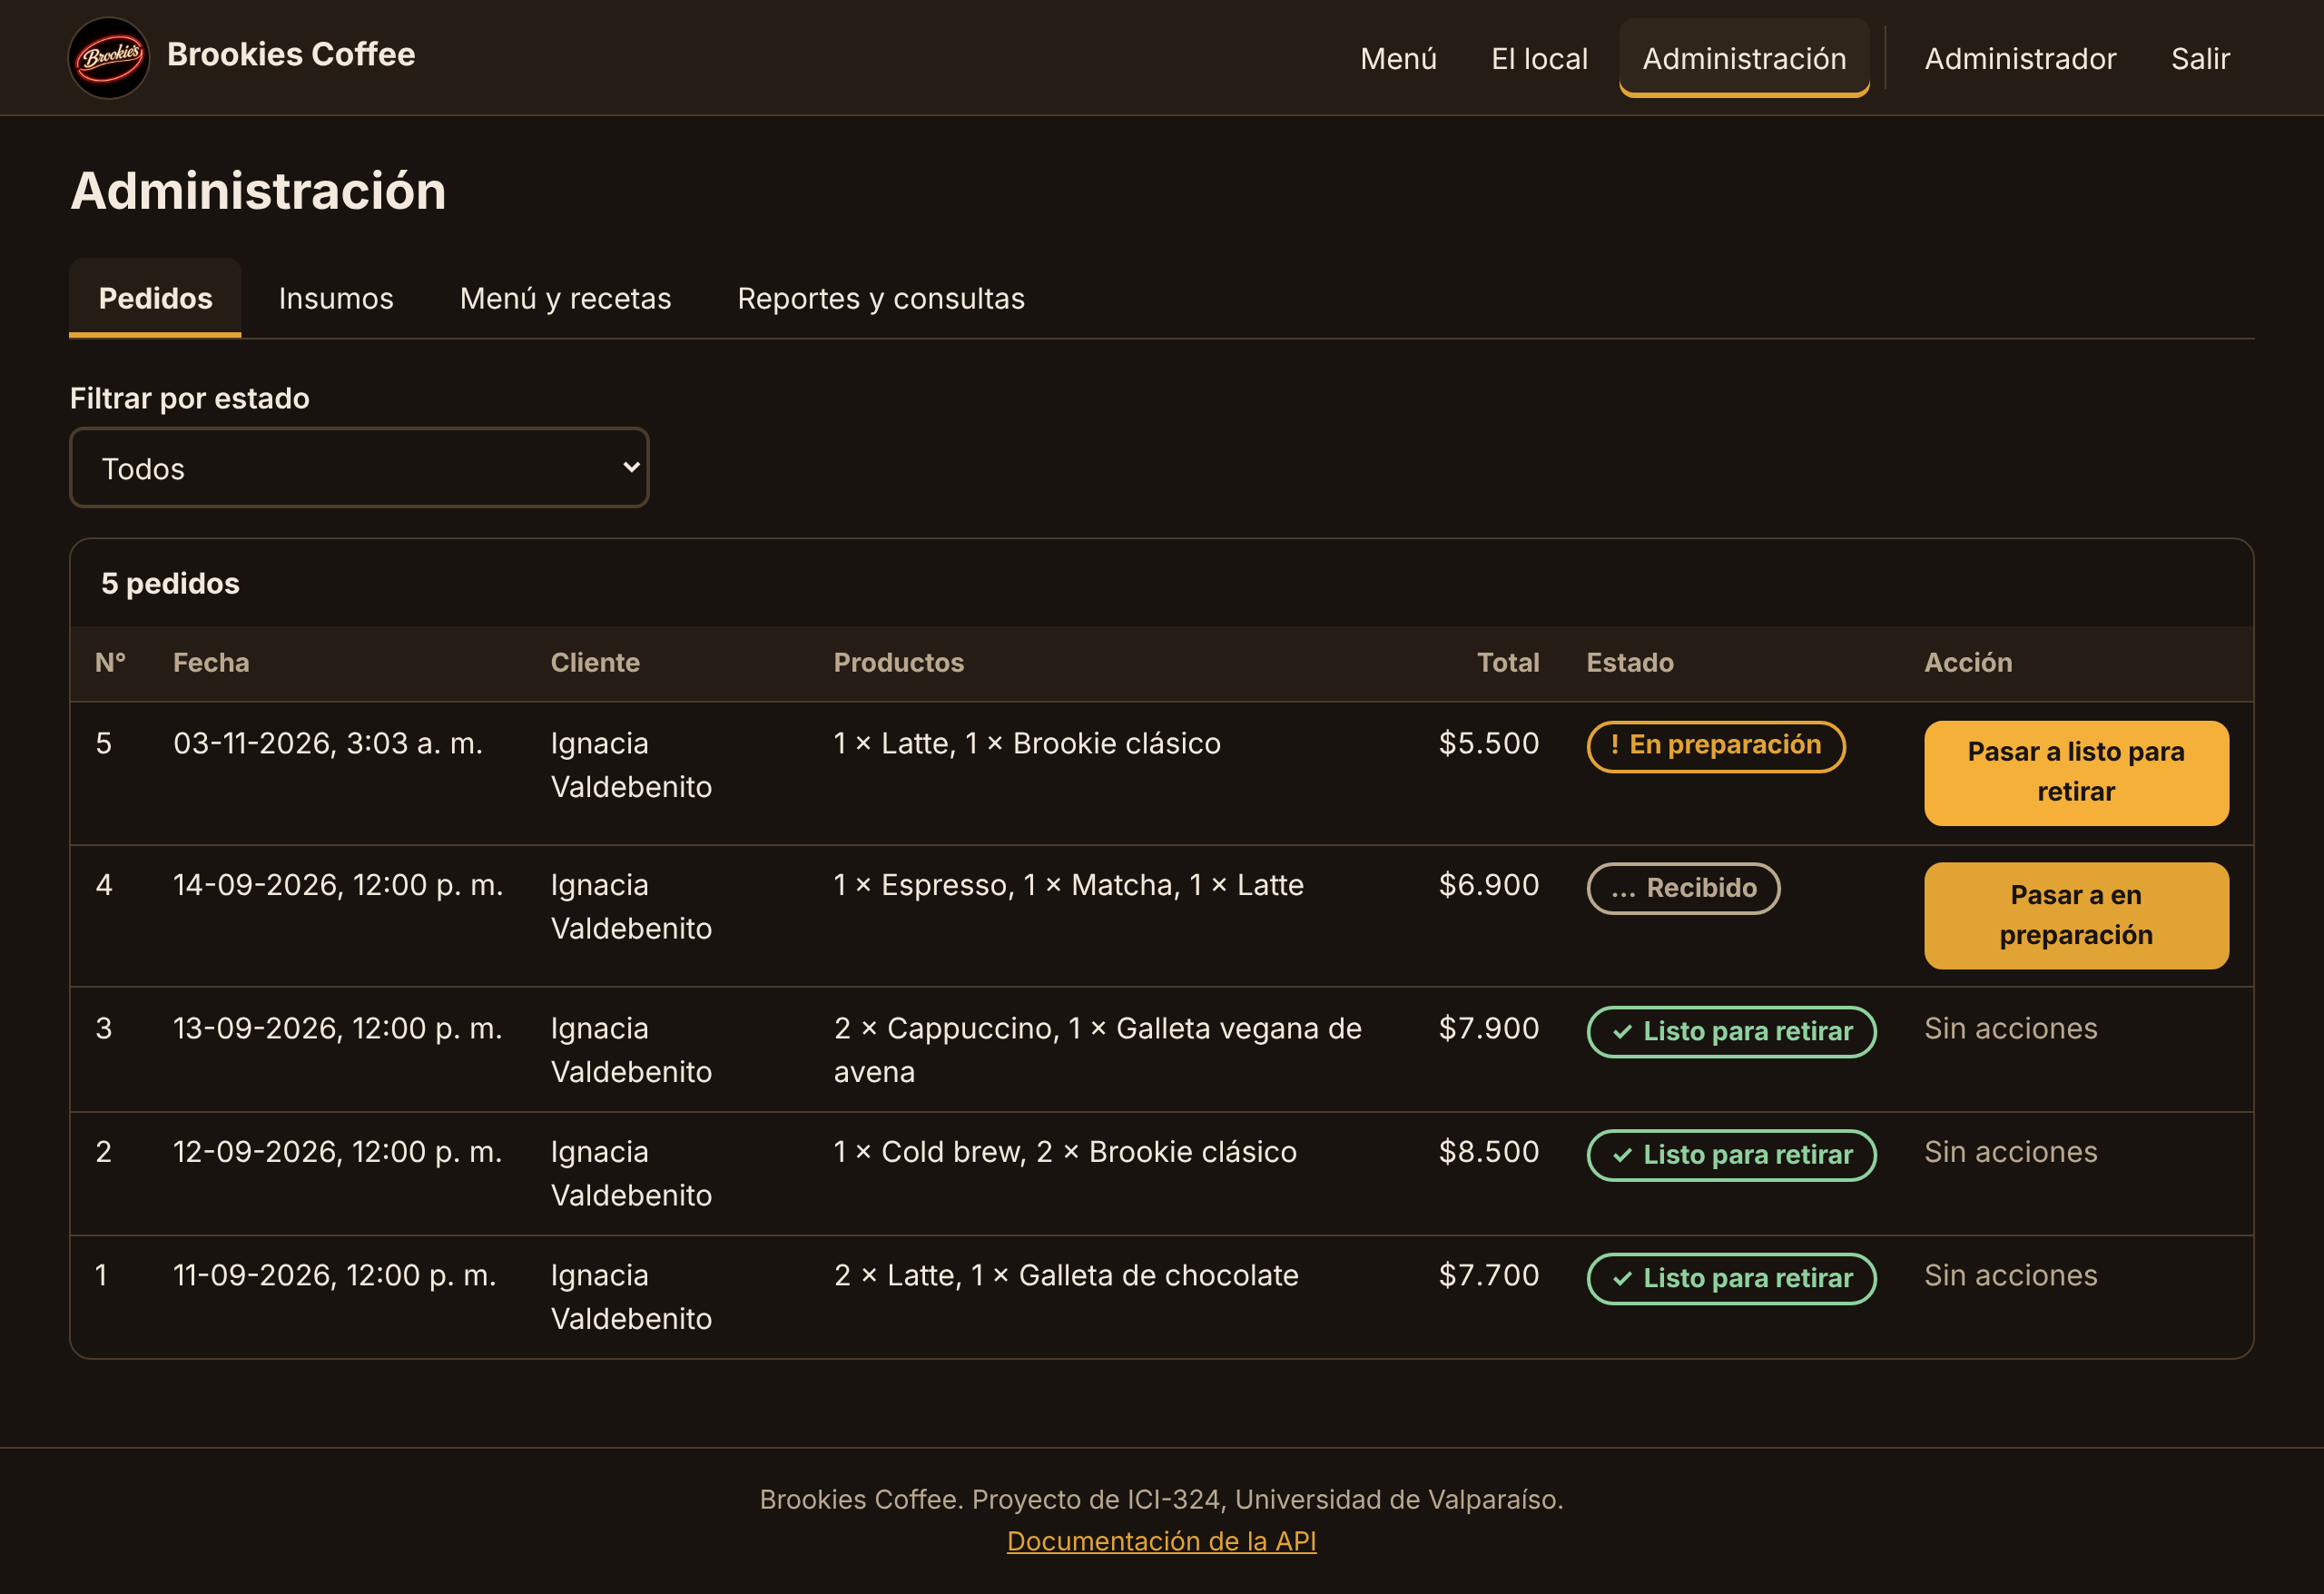 Brookie's
Brookies Coffee
Menú
El local
Administración
Administrador
Salir
Administración
Pedidos
Insumos
Menú y recetas
Reportes y consultas
Filtrar por estado
Todos
5 pedidos
N° Fecha Cliente Productos Total Estado Acción
5 03-11-2026, 3:03 a. m. Ignacia 1 × Latte, 1 × Brookie clásico $5.500 ! En preparación Pasar a listo para
Valdebenito retirar
4 14-09-2026, 12:00 p. m. Ignacia 1 × Espresso, 1 × Matcha, 1 × Latte $6.900 ... Recibido Pasar a en
Valdebenito preparación
3 13-09-2026, 12:00 p. m. Ignacia 2 × Cappuccino, 1 × Galleta vegana de $7.900 ✓ Listo para retirar Sin acciones
Valdebenito avena
2 12-09-2026, 12:00 p. m. Ignacia 1 × Cold brew, 2 × Brookie clásico $8.500 ✓ Listo para retirar Sin acciones
Valdebenito
1 11-09-2026, 12:00 p. m. Ignacia 2 × Latte, 1 × Galleta de chocolate $7.700 ✓ Listo para retirar Sin acciones
Valdebenito
Brookies Coffee. Proyecto de ICI-324, Universidad de Valparaíso.
Documentación de la API